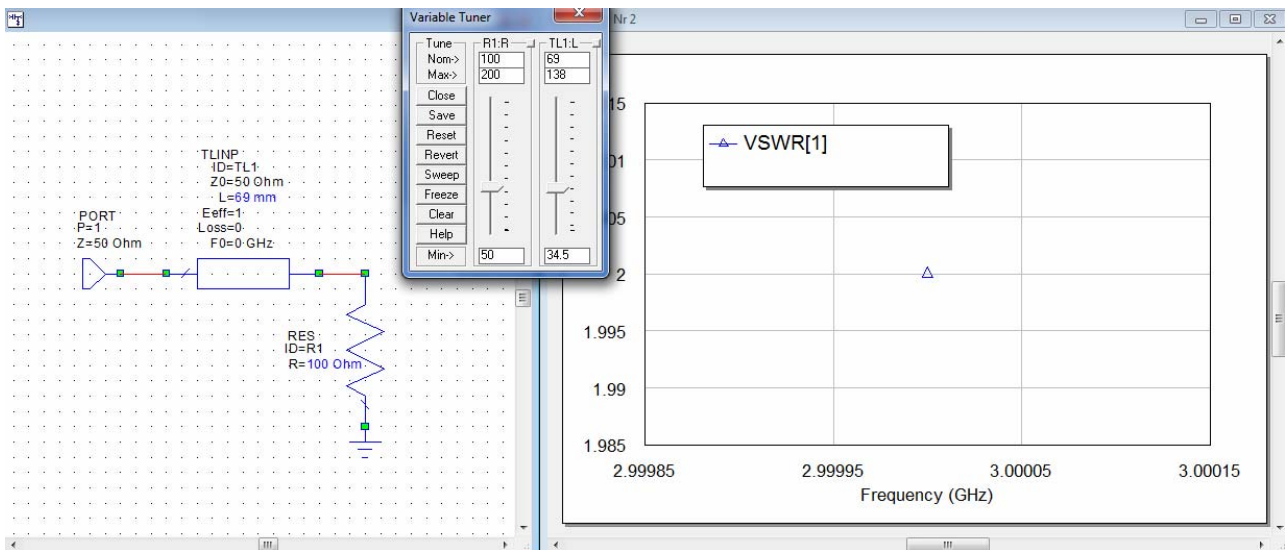 Variable Tuner
Nr 2
Tune R1:R TL1:L
Nom-> 100 69
Max-> 200 138
Close
Save
Reset
Revert
Sweep
Freeze
Clear
Help
Min-> 50 34.5
TLINP
ID=TL1
Z0=50 Ohm
L=69 mm
Eeff=1
Loss=0
F0=0 GHz
PORT
P=1
Z=50 Ohm
RES
ID=R1
R=100 Ohm
VSWR[1]
15
01
05
2
1.995
1.99
1.985
2.99985 2.99995 3.00005 3.00015
Frequency (GHz)